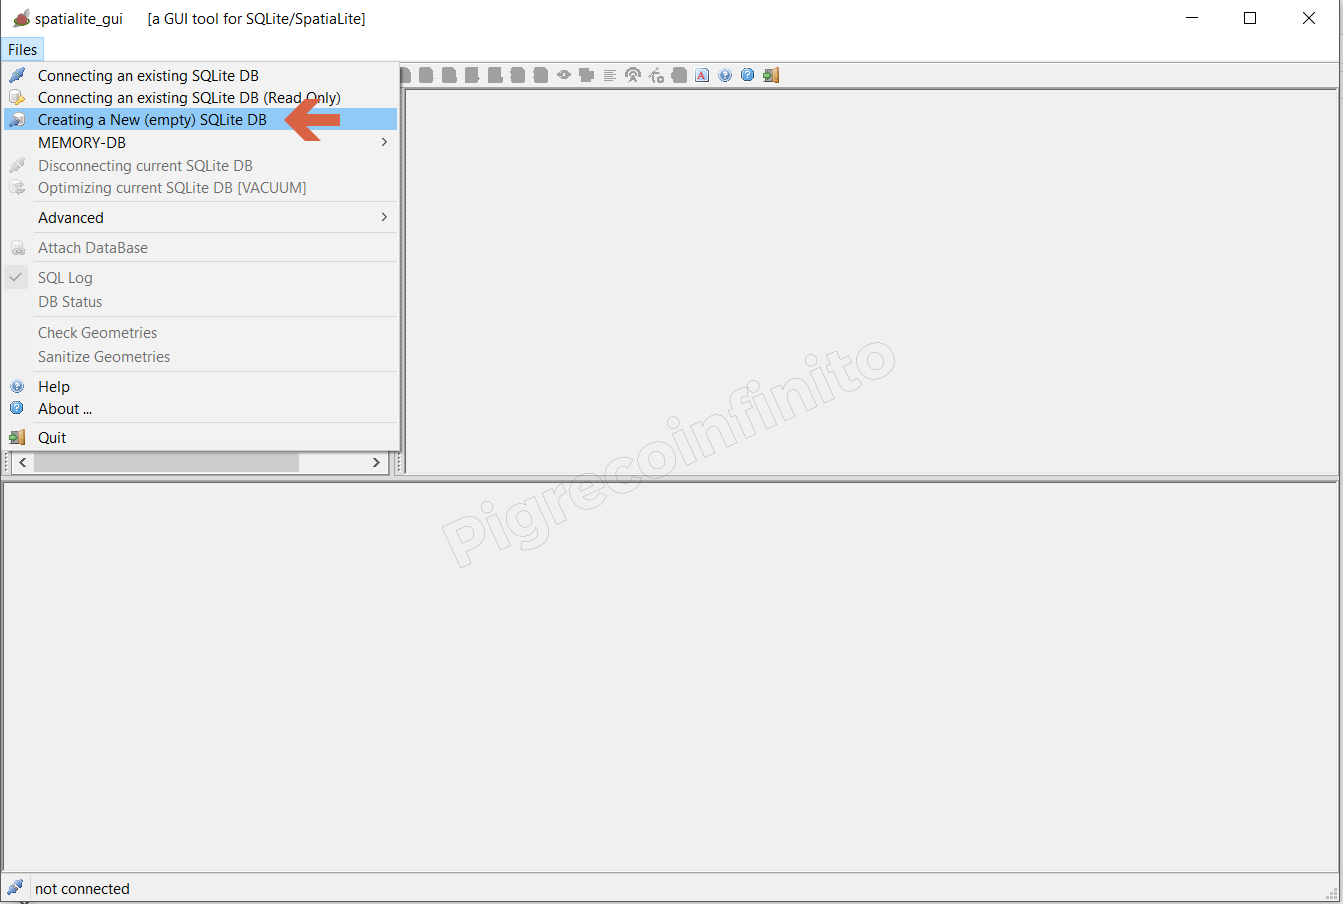 spatialite_gui [a GUI tool for SQLite/SpatiaLite]
Files
Connecting an existing SQLite DB
Connecting an existing SQLite DB (Read Only)
Creating a New (empty) SQLite DB
MEMORY-DB
Disconnecting current SQLite DB
Optimizing current SQLite DB [VACUUM]
Advanced
Attach DataBase
SQL Log
DB Status
Check Geometries
Sanitize Geometries
Help
About ...
Quit
Pigrecoinfinito
not connected